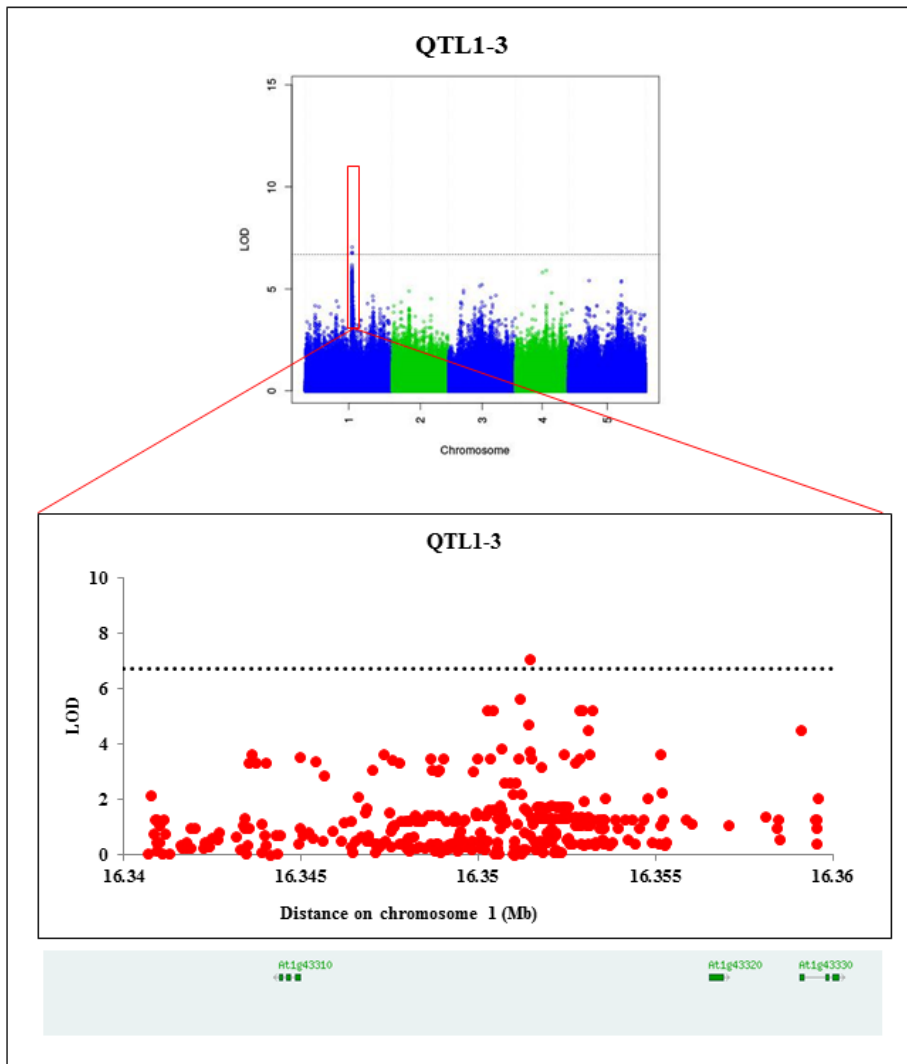 QTL1-3
15
10
LOD
5
0
1 2 3 4 5
Chromosome
QTL1-3
10
8
6
LOD
4
2
0
16.34 16.345 16.35 16.355 16.36
Distance on chromosome 1 (Mb)
At1g43310 At1g43320 At1g43330